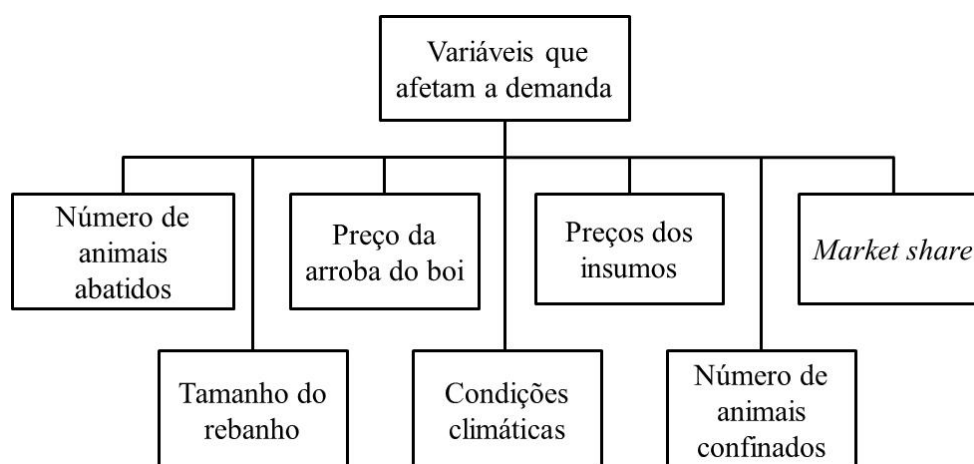 Variáveis que
afetam a demanda
Número de
animais
abatidos
Preço da
arroba do boi
Preços dos
insumos
Market share
Tamanho do
rebanho
Condições
climáticas
Número de
animais
confinados